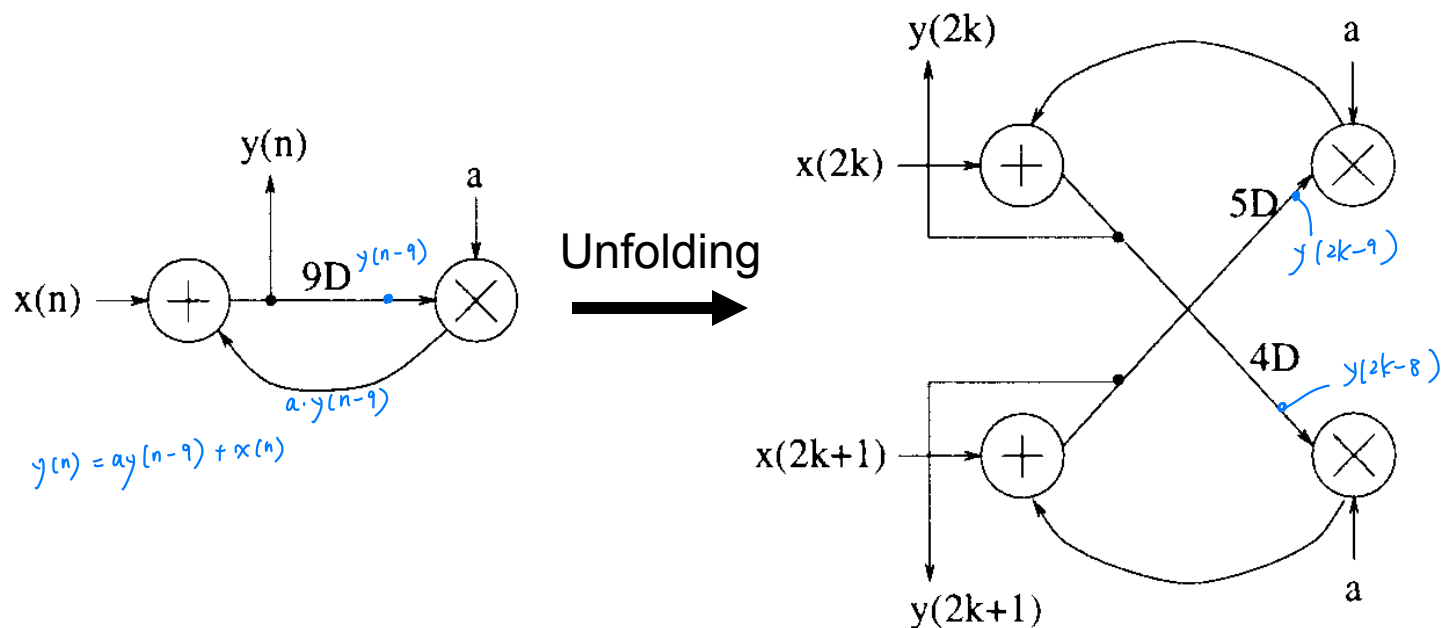 y(n)
a
x(n)
9D
y(n-9)
a·y(n-9)
y(n) = ay(n-9) + x(n)
Unfolding
y(2k)
a
x(2k)
5D
y(2k-9)
4D
y(2k-8)
x(2k+1)
a
y(2k+1)